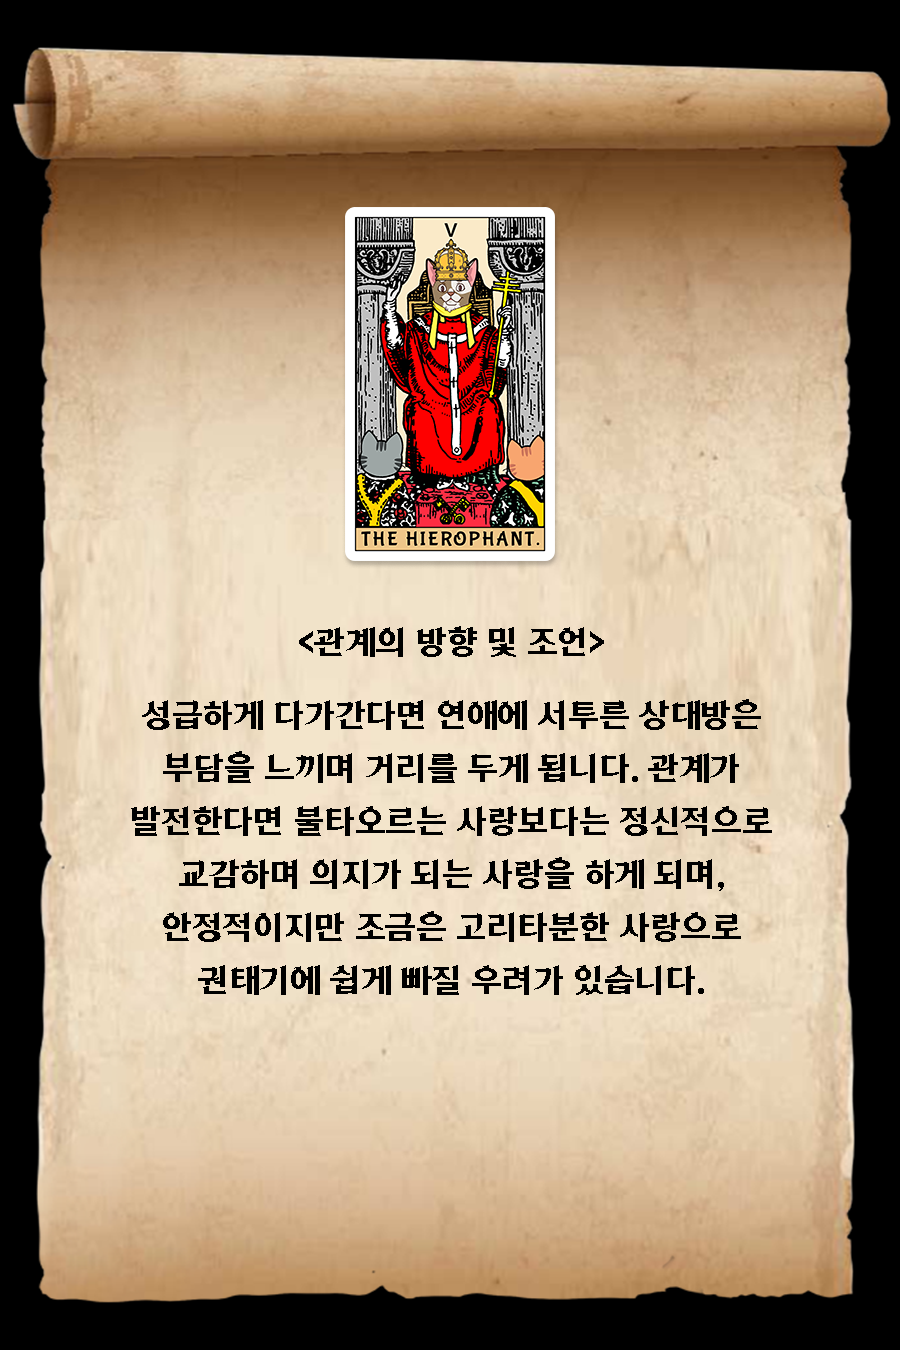 V
THE HIEROPHANT.
<관계의 방향 및 조언>
성급하게 다가간다면 연애에 서투른 상대방은
부담을 느끼며 거리를 두게 됩니다. 관계가
발전한다면 불타오르는 사랑보다는 정신적으로
교감하며 의지가 되는 사랑을 하게 되며,
안정적이지만 조금은 고리타분한 사랑으로
권태기에 쉽게 빠질 우려가 있습니다.